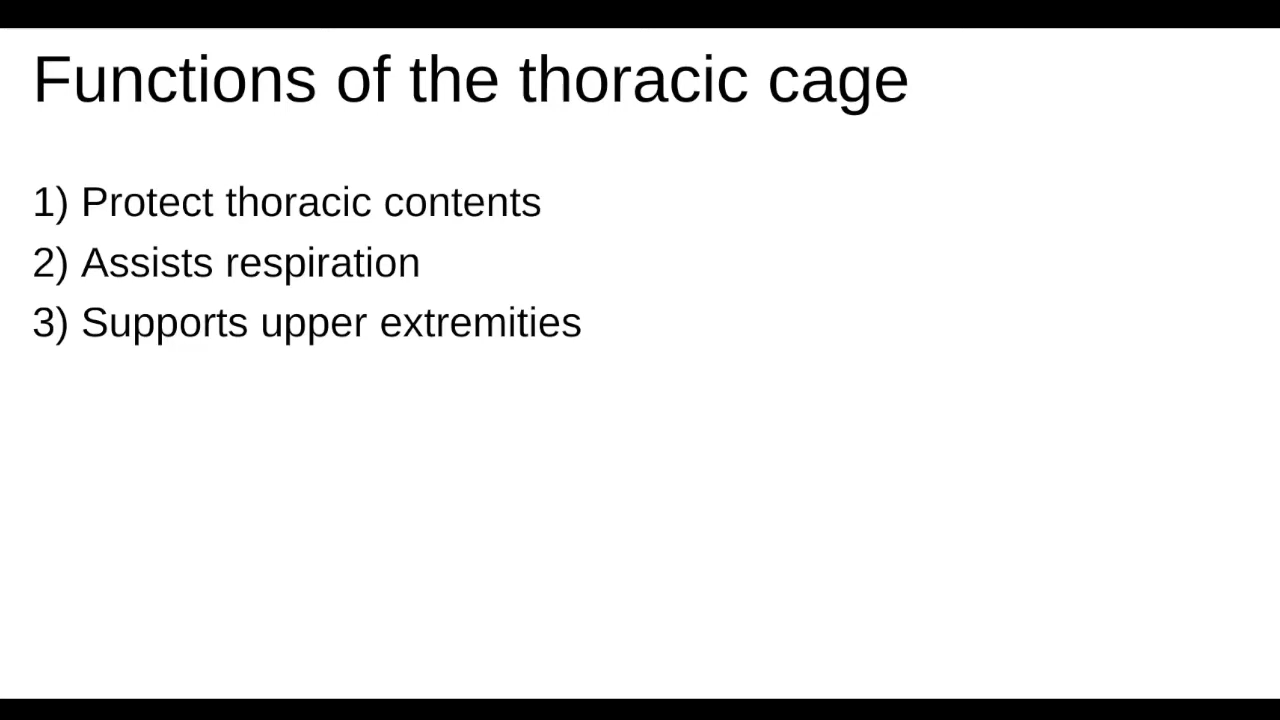 Functions of the thoracic cage
1) Protect thoracic contents
2) Assists respiration
3) Supports upper extremities